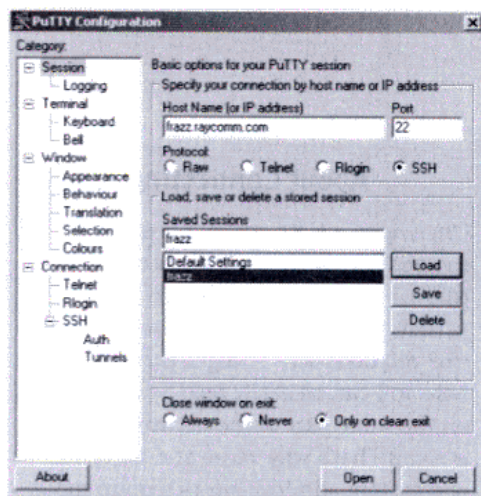 PuTTY Configuration
Category:
Session
Logging
Terminal
Keyboard
Bell
Window
Appearance
Behaviour
Translation
Selection
Colours
Connection
Telnet
Rlogin
SSH
Auth
Tunnels
Basic options for your PuTTY session
Specify your connection by host name or IP address
Host Name (or IP address) Port
frazz.raycomm.com 22
Protocol:
Raw Telnet Rlogin SSH
Load, save or delete a stored session
Saved Sessions
frazz
Default Settings
frazz
Load
Save
Delete
Close window on exit:
Always Never Only on clean exit
About Open Cancel